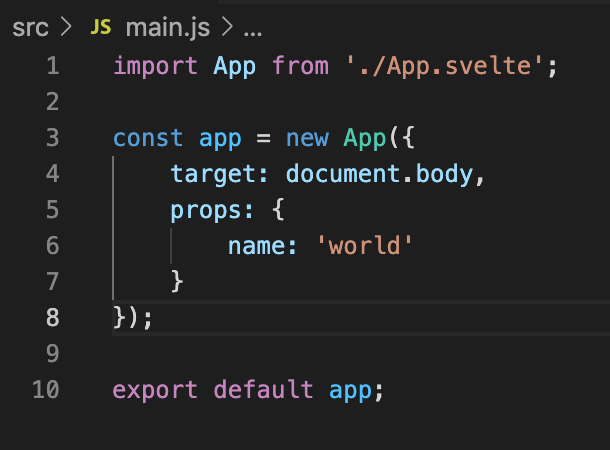 src > JS main.js > ...
1 import App from './App.svelte';
2
3 const app = new App({
4     target: document.body,
5     props: {
6         name: 'world'
7     }
8 });
9
10 export default app;